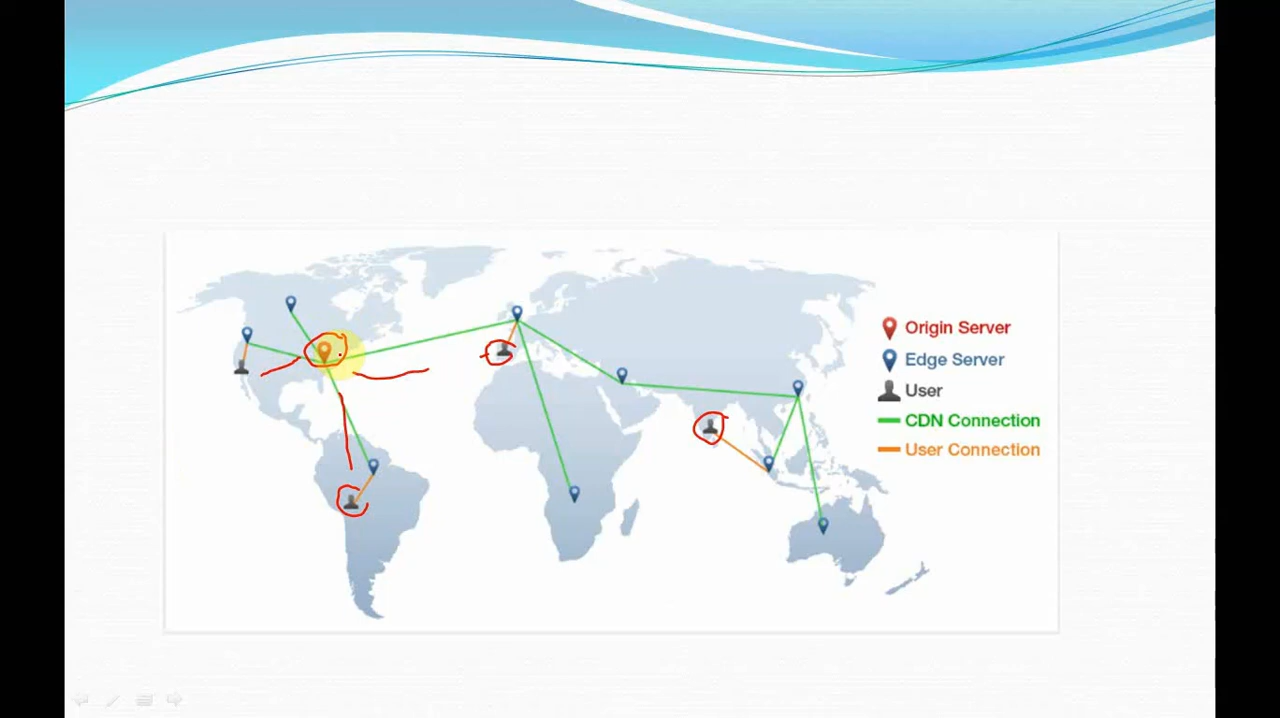 Origin Server
Edge Server
User
CDN Connection
User Connection